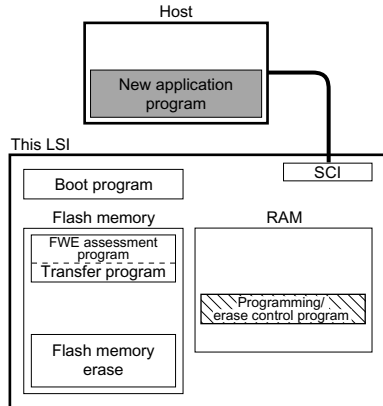 Host
New application
program
This LSI
SCI
Boot program
Flash memory
RAM
FWE assessment
program
Transfer program
Programming/
erase control program
Flash memory
erase